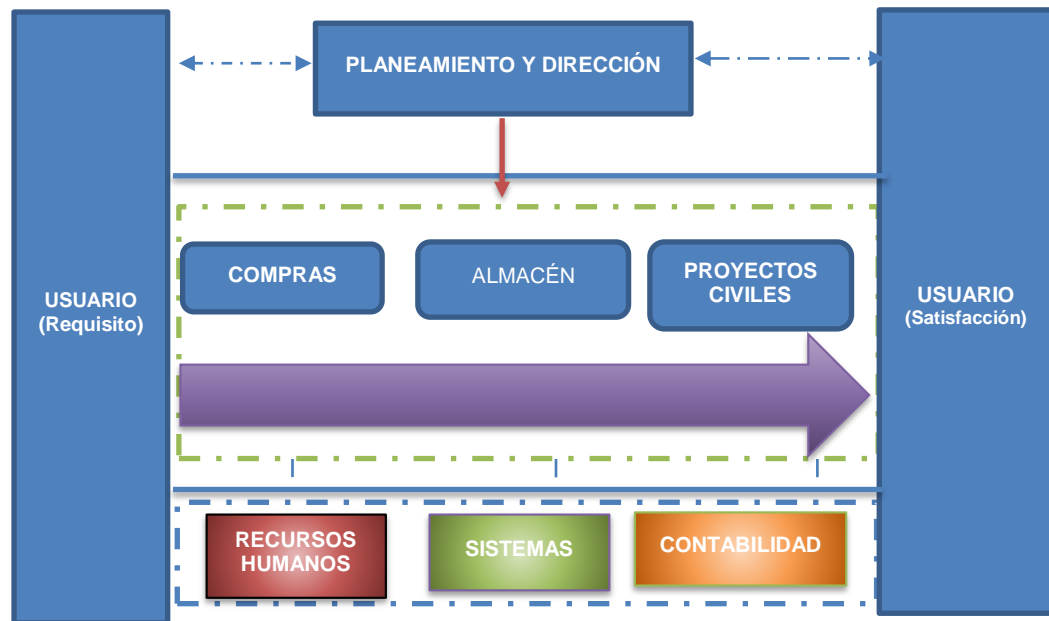 PLANEAMIENTO Y DIRECCIÓN
USUARIO
(Requisito)
COMPRAS
ALMACÉN
PROYECTOS
CIVILES
USUARIO
(Satisfacción)
RECURSOS
HUMANOS
SISTEMAS
CONTABILIDAD